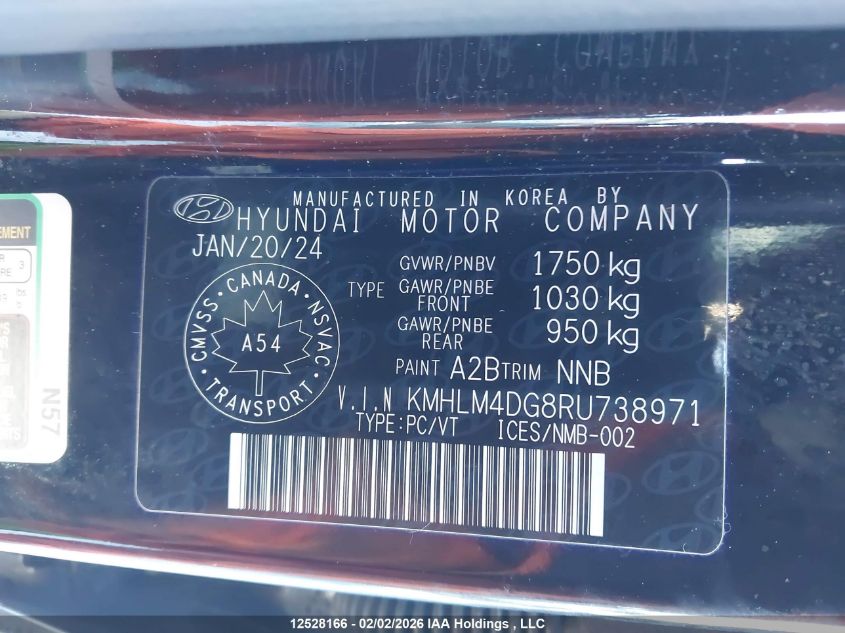 MANUFACTURED IN KOREA BY
HYUNDAI MOTOR COMPANY
JAN/20/24
GVWR/PNBV 1750 kg
TYPE
GAWR/PNBE FRONT 1030 kg
GAWR/PNBE REAR 950 kg
PAINT A2B TRIM NNB
CMVSS · CANADA · NSVAC
A54
TRANSPORT
V.I.N KMHLM4DG8RU738971
TYPE:PC/VT ICES/NMB-002
EMENT
3
N57
12528166 - 02/02/2026 IAA Holdings , LLC